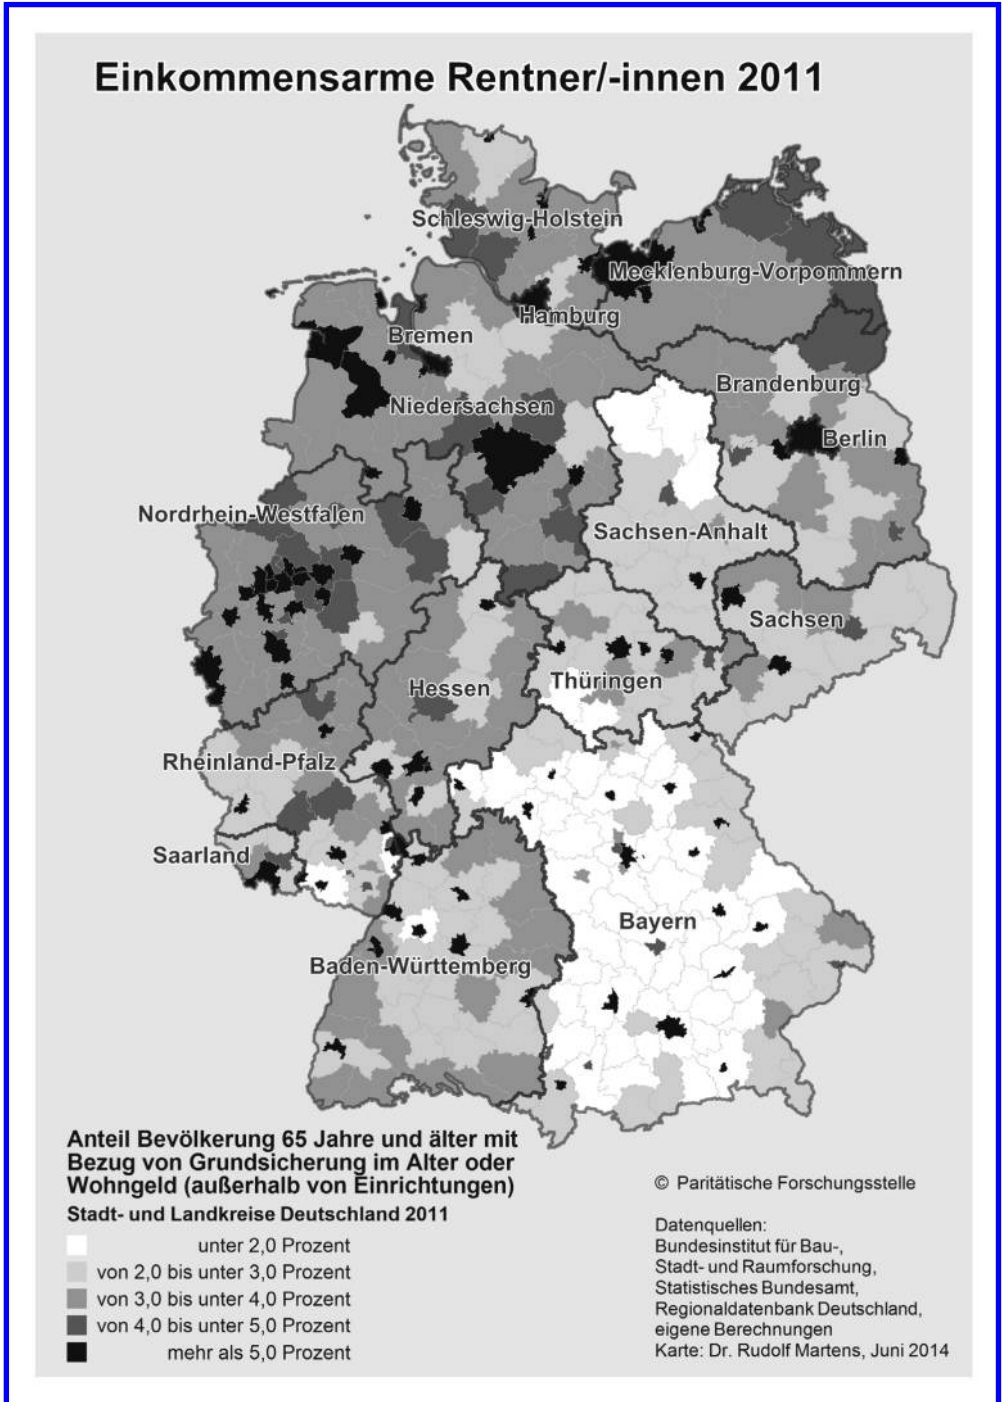 Einkommensarme Rentner/-innen 2011
Schleswig-Holstein
Mecklenburg-Vorpommern
Hamburg
Bremen
Brandenburg
Niedersachsen
Berlin
Nordrhein-Westfalen
Sachsen-Anhalt
Sachsen
Hessen
Thüringen
Rheinland-Pfalz
Saarland
Bayern
Baden-Württemberg
Anteil Bevölkerung 65 Jahre und älter mit
Bezug von Grundsicherung im Alter oder
Wohngeld (außerhalb von Einrichtungen)
Stadt- und Landkreise Deutschland 2011
unter 2,0 Prozent
von 2,0 bis unter 3,0 Prozent
von 3,0 bis unter 4,0 Prozent
von 4,0 bis unter 5,0 Prozent
mehr als 5,0 Prozent
© Paritätische Forschungsstelle
Datenquellen:
Bundesinstitut für Bau-,
Stadt- und Raumforschung,
Statistisches Bundesamt,
Regionaldatenbank Deutschland,
eigene Berechnungen
Karte: Dr. Rudolf Martens, Juni 2014